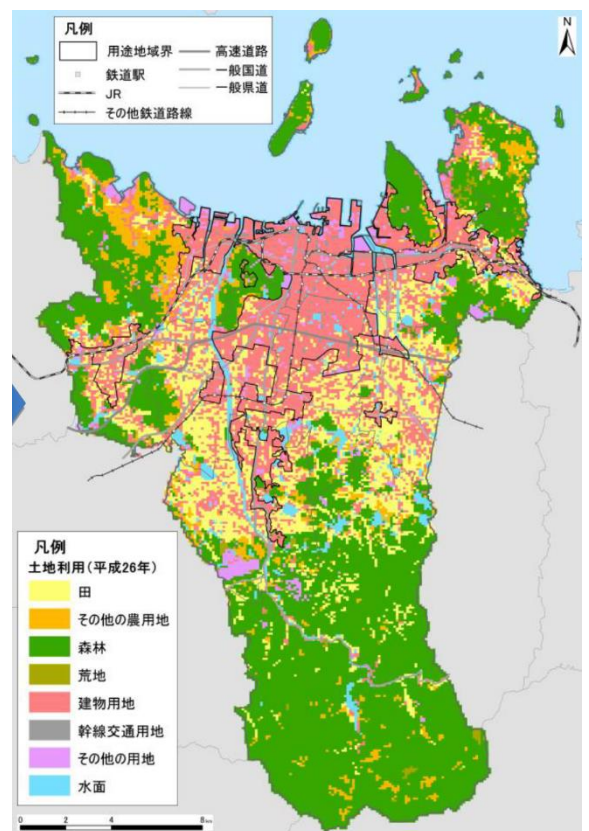 凡例
用途地域界
鉄道駅
JR
その他鉄道路線
高速道路
一般国道
一般県道
N
凡例
土地利用(平成26年)
田
その他の農用地
森林
荒地
建物用地
幹線交通用地
その他の用地
水面
0 2 4 8 km